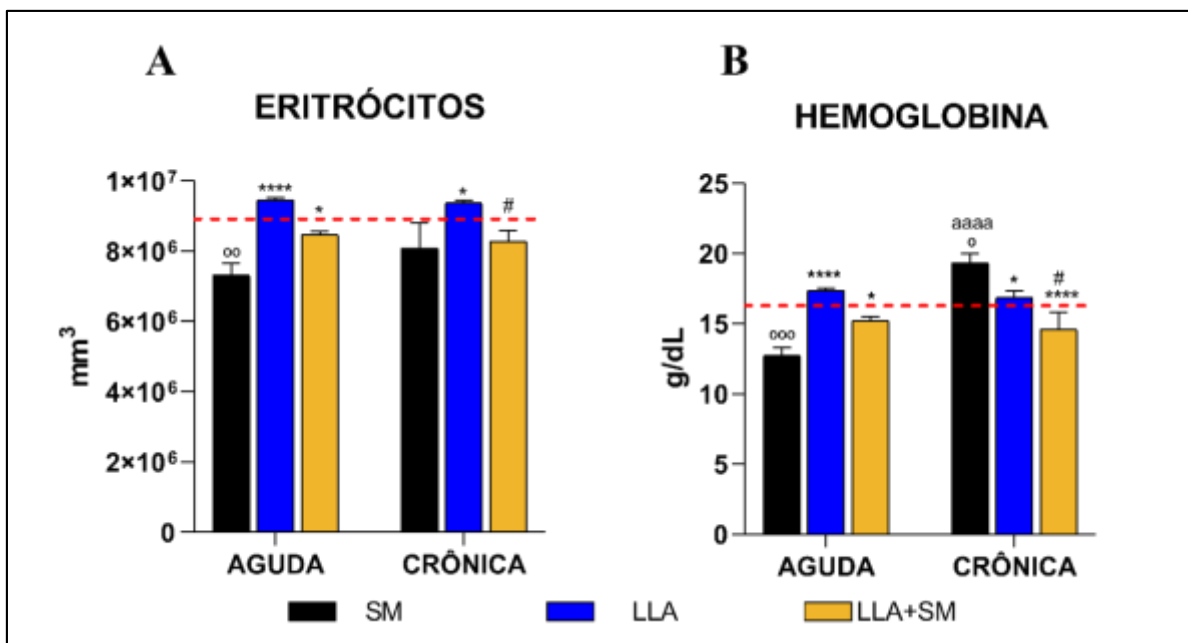 A
ERITRÓCITOS
mm³
1×10⁷
8×10⁶
6×10⁶
4×10⁶
2×10⁶
0
oo
****
*
*
#
AGUDA
CRÔNICA
B
HEMOGLOBINA
g/dL
25
20
15
10
5
0
ooo
****
*
aaaa
o
*
#
****
AGUDA
CRÔNICA
SM
LLA
LLA+SM